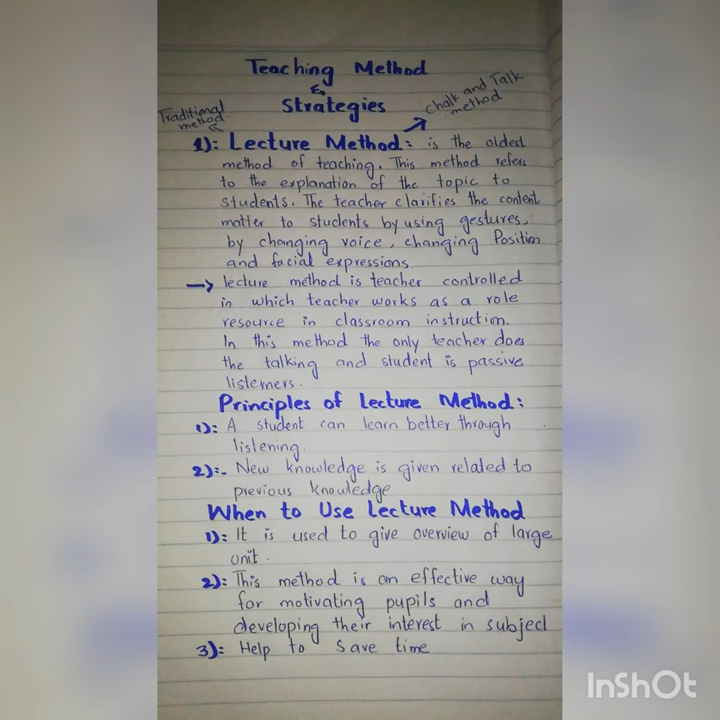 Teaching Method
&
Strategies
Traditional method
Chalk and Talk method
1): Lecture Method: is the oldest
method of teaching. This method refers
to the explanation of the topic to
students. The teacher clarifies the content
matter to students by using gestures,
by changing voice, changing Position
and facial expressions.
→ lecture method is teacher controlled
in which teacher works as a role
resource in classroom instruction.
In this method the only teacher does
the talking and student is passive
listerners.
Principles of Lecture Method:
1): A student can learn better through
listening.
2):- New knowledge is given related to
previous knowledge
When to Use Lecture Method
1): It is used to give overview of large
unit.
2): This method is an effective way
for motivating pupils and
developing their interest in subject
3): Help to save time
InShOt